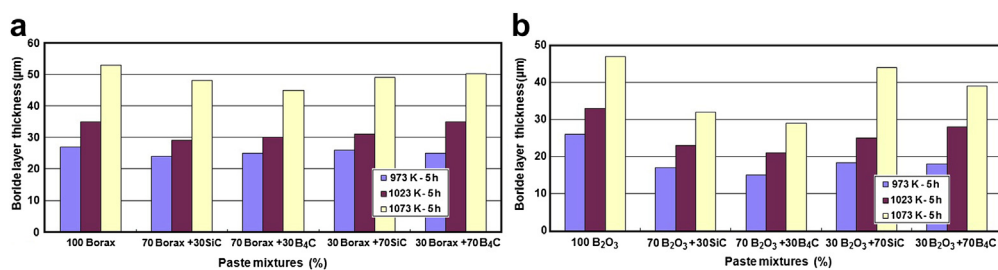 a
60
50
40
30
20
10
0
Boride layer thickness (µm)
973 K - 5h
1023 K - 5h
1073 K - 5h
100 Borax
70 Borax +30SiC
70 Borax +30B₄C
30 Borax +70SiC
30 Borax +70B₄C
Paste mixtures (%)
b
50
40
30
20
10
0
Boride layer thickness(µm)
973 K - 5h
1023 K - 5h
1073 K - 5h
100 B₂O₃
70 B₂O₃ +30SiC
70 B₂O₃ +30B₄C
30 B₂O₃ +70SiC
30 B₂O₃ +70B₄C
Paste mixtures (%)